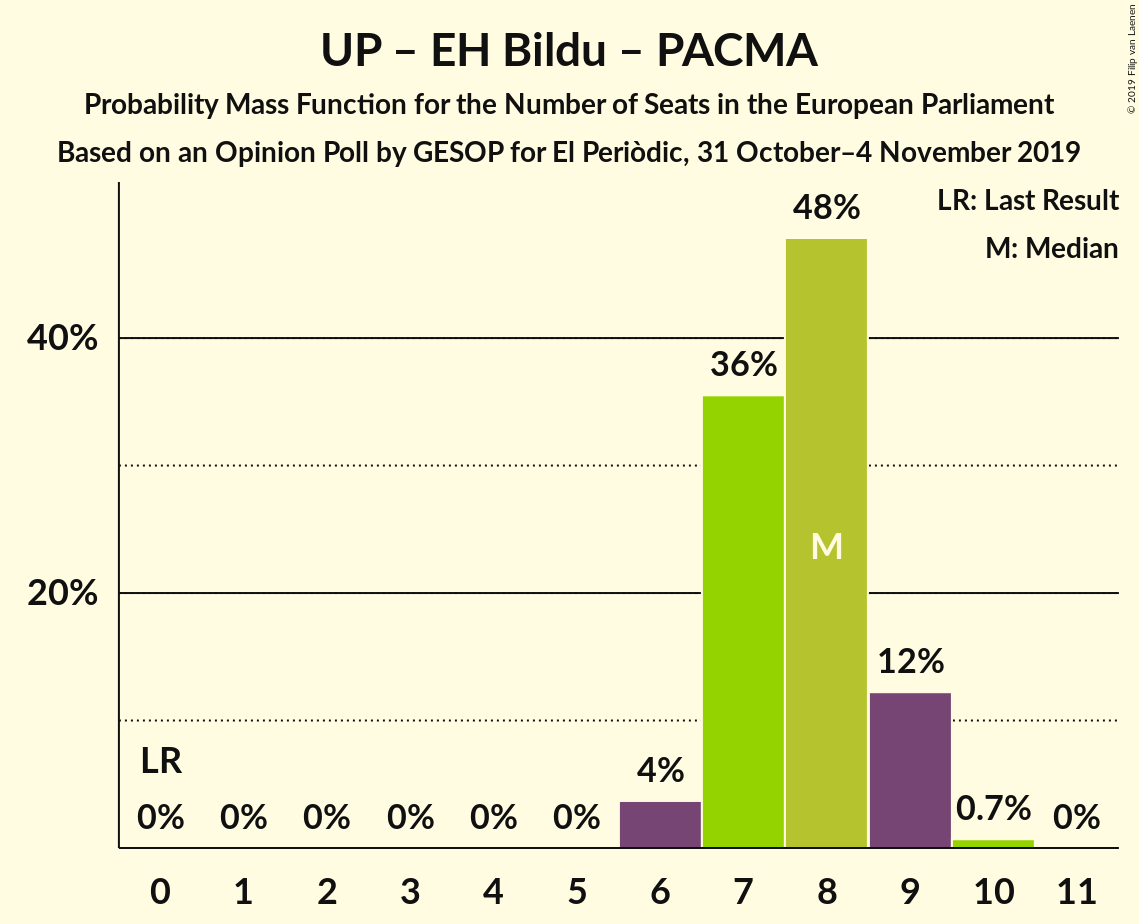 UP – EH Bildu – PACMA
Probability Mass Function for the Number of Seats in the European Parliament
Based on an Opinion Poll by GESOP for El Periòdic, 31 October–4 November 2019
© 2019 Filip van Laenen
LR: Last Result
M: Median
48%
40%
36%
M
20%
12%
LR
4%
0% 0% 0% 0% 0% 0% 0.7% 0%
0 1 2 3 4 5 6 7 8 9 10 11